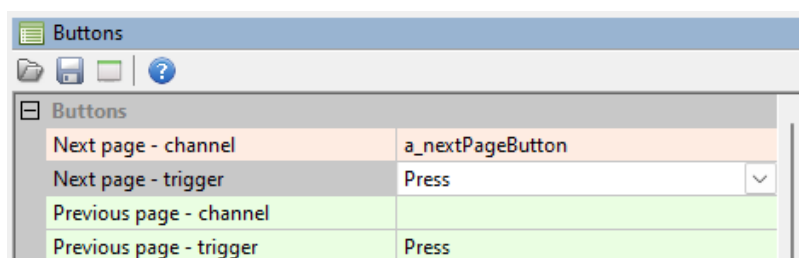 Buttons
Buttons
Next page - channel a_nextPageButton
Next page - trigger Press
Previous page - channel
Previous page - trigger Press